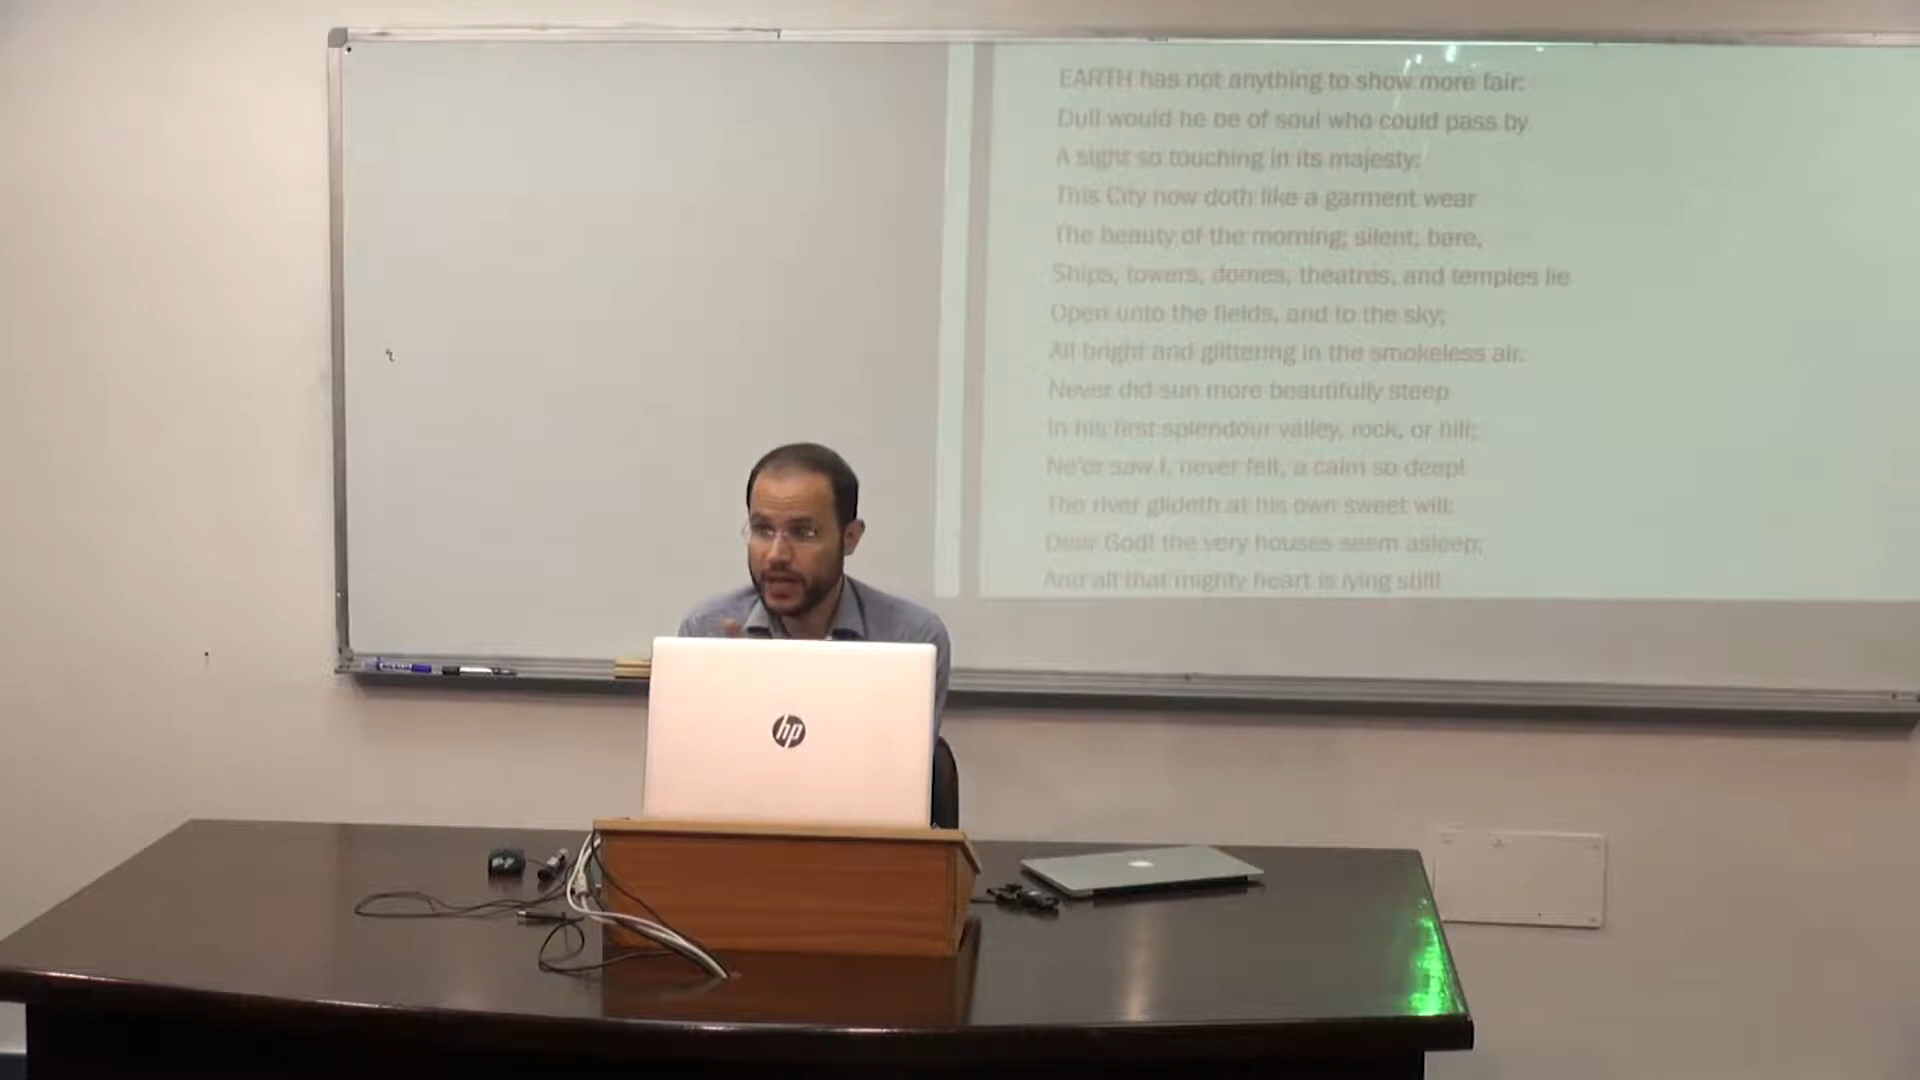 EARTH has not anything to show more fair:
Dull would he be of soul who could pass by
A sight so touching in its majesty:
This City now doth like a garment wear
The beauty of the morning; silent, bare,
Ships, towers, domes, theatres, and temples lie
Open unto the fields, and to the sky;
All bright and glittering in the smokeless air.
Never did sun more beautifully steep
In his first splendour valley, rock, or hill;
Ne'er saw I, never felt, a calm so deep!
The river glideth at his own sweet will:
Dear God! the very houses seem asleep;
And all that mighty heart is lying still!
hp